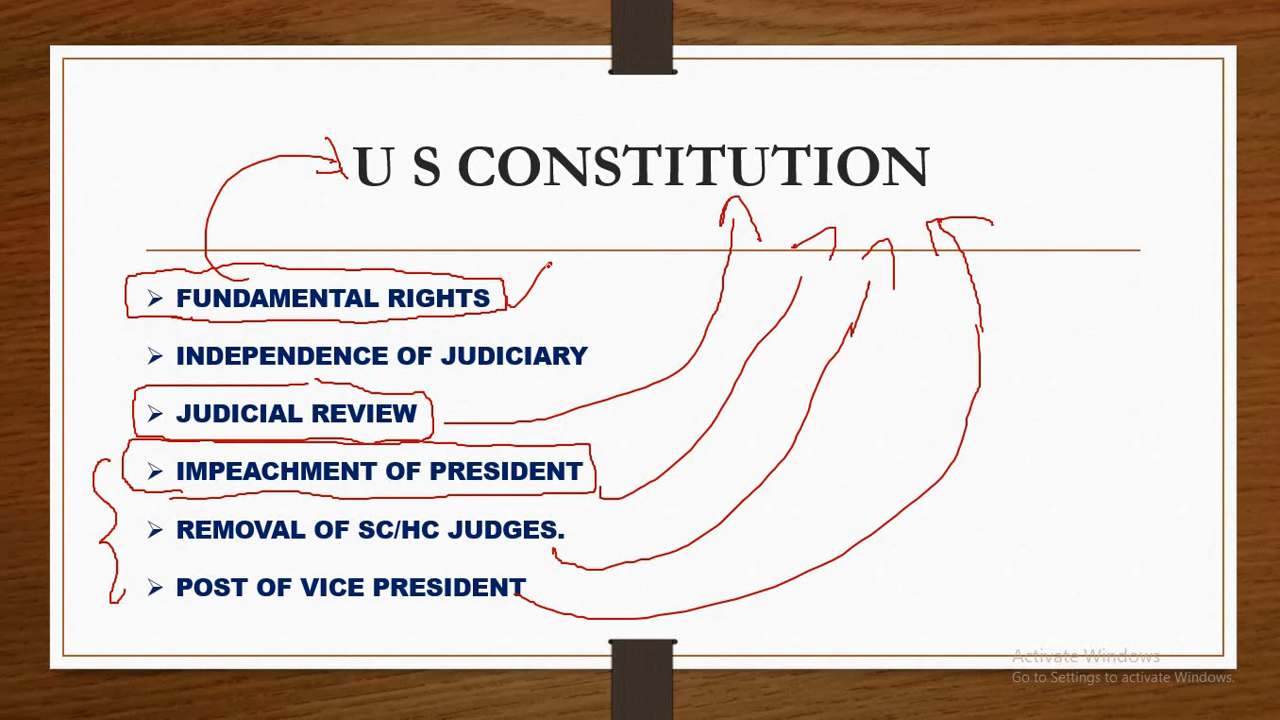 U S CONSTITUTION
FUNDAMENTAL RIGHTS
INDEPENDENCE OF JUDICIARY
JUDICIAL REVIEW
IMPEACHMENT OF PRESIDENT
REMOVAL OF SC/HC JUDGES.
POST OF VICE PRESIDENT
Activate Windows
Go to Settings to activate Windows.